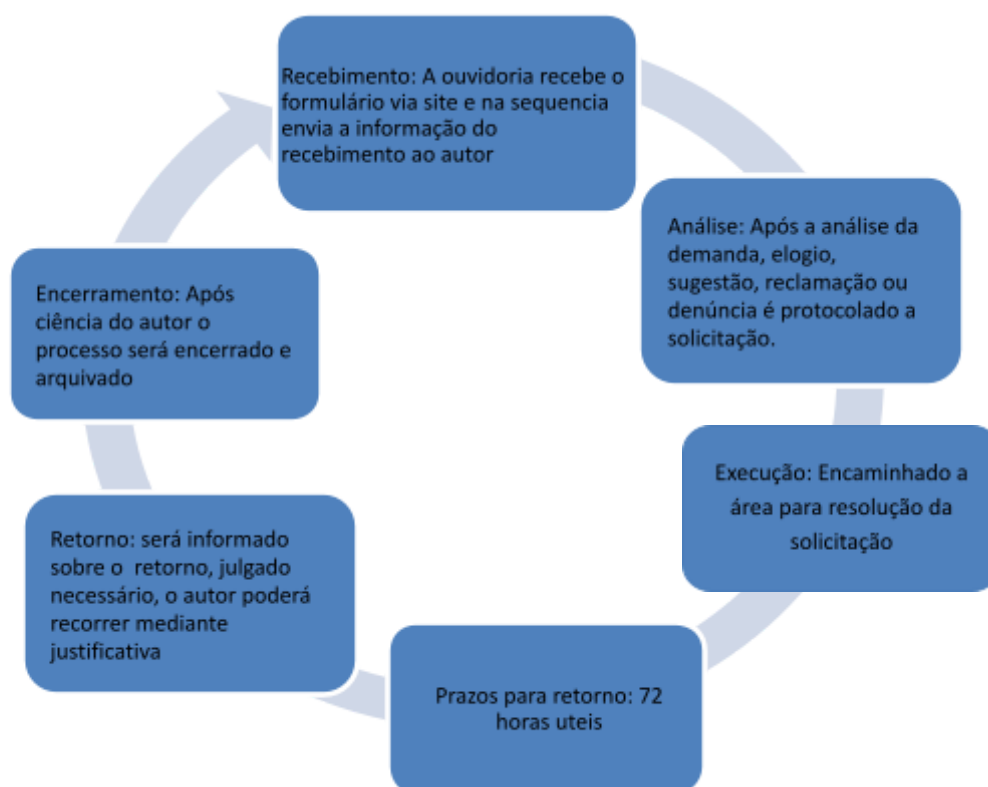 Recebimento: A ouvidoria recebe o
formulário via site e na sequencia
envia a informação do
recebimento ao autor
Análise: Após a análise da
demanda, elogio,
sugestão, reclamação ou
denúncia é protocolado a
solicitação.
Execução: Encaminhado a
área para resolução da
solicitação
Prazos para retorno: 72
horas uteis
Retorno: será informado
sobre o retorno, julgado
necessário, o autor poderá
recorrer mediante
justificativa
Encerramento: Após
ciência do autor o
processo será encerrado e
arquivado